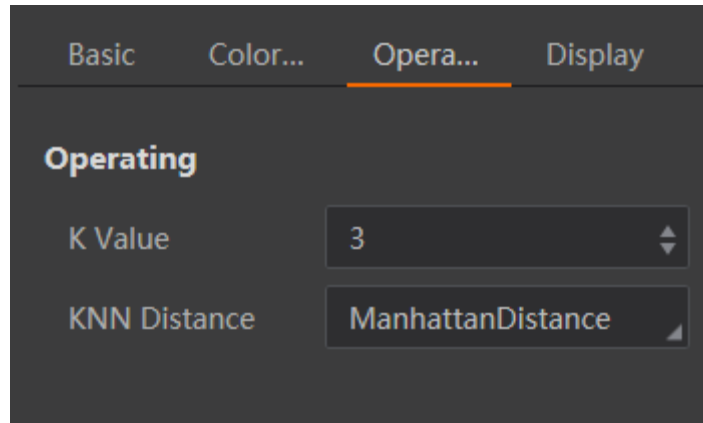 Basic Color... Opera... Display
Operating
K Value 3
KNN Distance ManhattanDistance